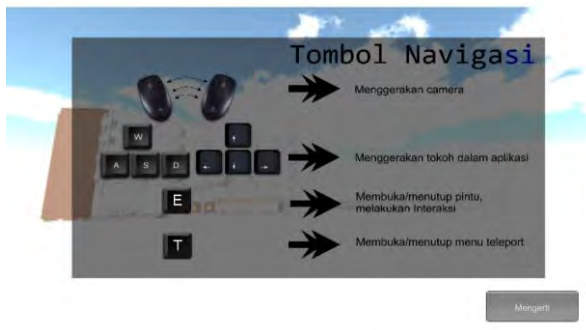 Tombol Navigasi
Menggerakan camera
W
A S D
↑
← ↓ →
Menggerakan tokoh dalam aplikasi
E
Membuka/menutup pintu,
melakukan Interaksi
T
Membuka/menutup menu teleport
Mengerti